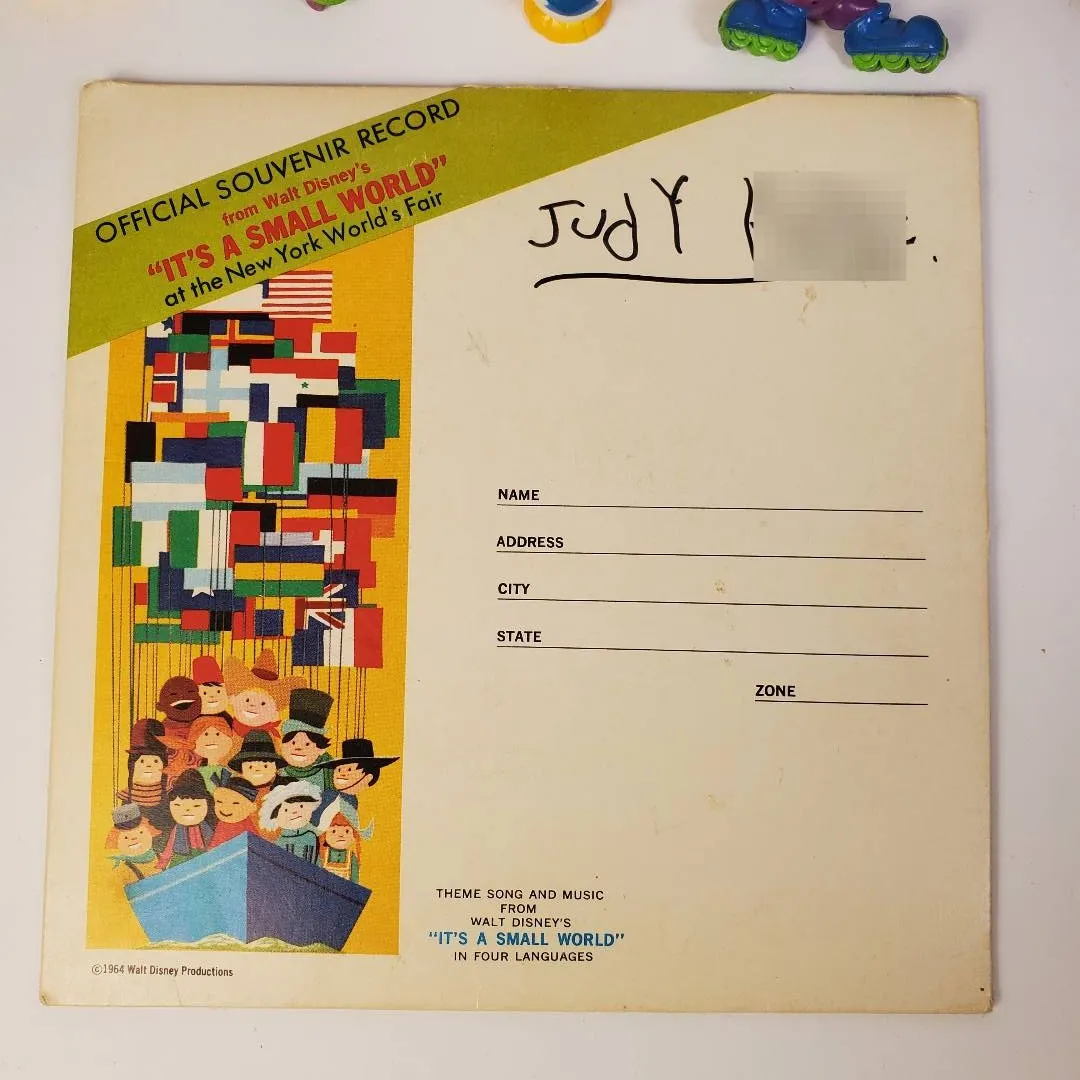 OFFICIAL SOUVENIR RECORD
from Walt Disney's
"IT'S A SMALL WORLD"
at the New York World's Fair
JudY
NAME
ADDRESS
CITY
STATE
ZONE
THEME SONG AND MUSIC
FROM
WALT DISNEY'S
"IT'S A SMALL WORLD"
IN FOUR LANGUAGES
©1964 Walt Disney Productions